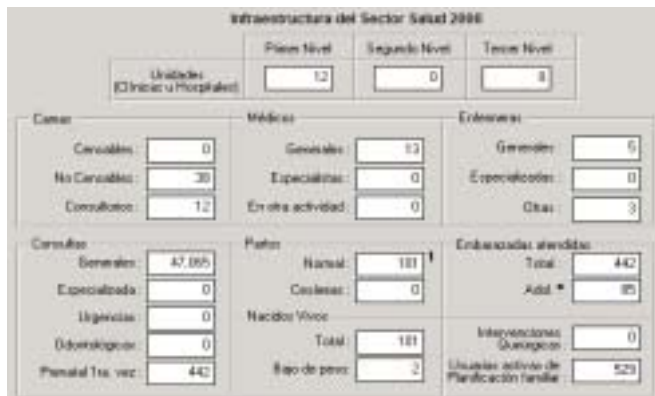 Infraestructura del Sector Salud 2000
Primer Nivel Segundo Nivel Tercer Nivel
Unidades 12 0
(Clínicas u Hospitales)
Camas
Censables: 0
No Censables: 38
Consultorios: 12
Médicos
Generales: 13
Especialistas: 0
En otra actividad: 0
Enfermeras
Generales: 5
Especializadas: 0
Otras: 3
Consultas
Generales: 47,095
Especializada: 0
Urgencias: 0
Odontológicas: 0
Prenatal 1ra. vez: 442
Partos
Normal: 181
Cesáreas: 0
Nacidos Vivos
Total: 181
Bajo de peso: 2
Embarazadas atendidas
Total: 442
Adol. * 85
Intervenciones 0
Quirúrgicas
Usuarias activas de 529
Planificación familiar